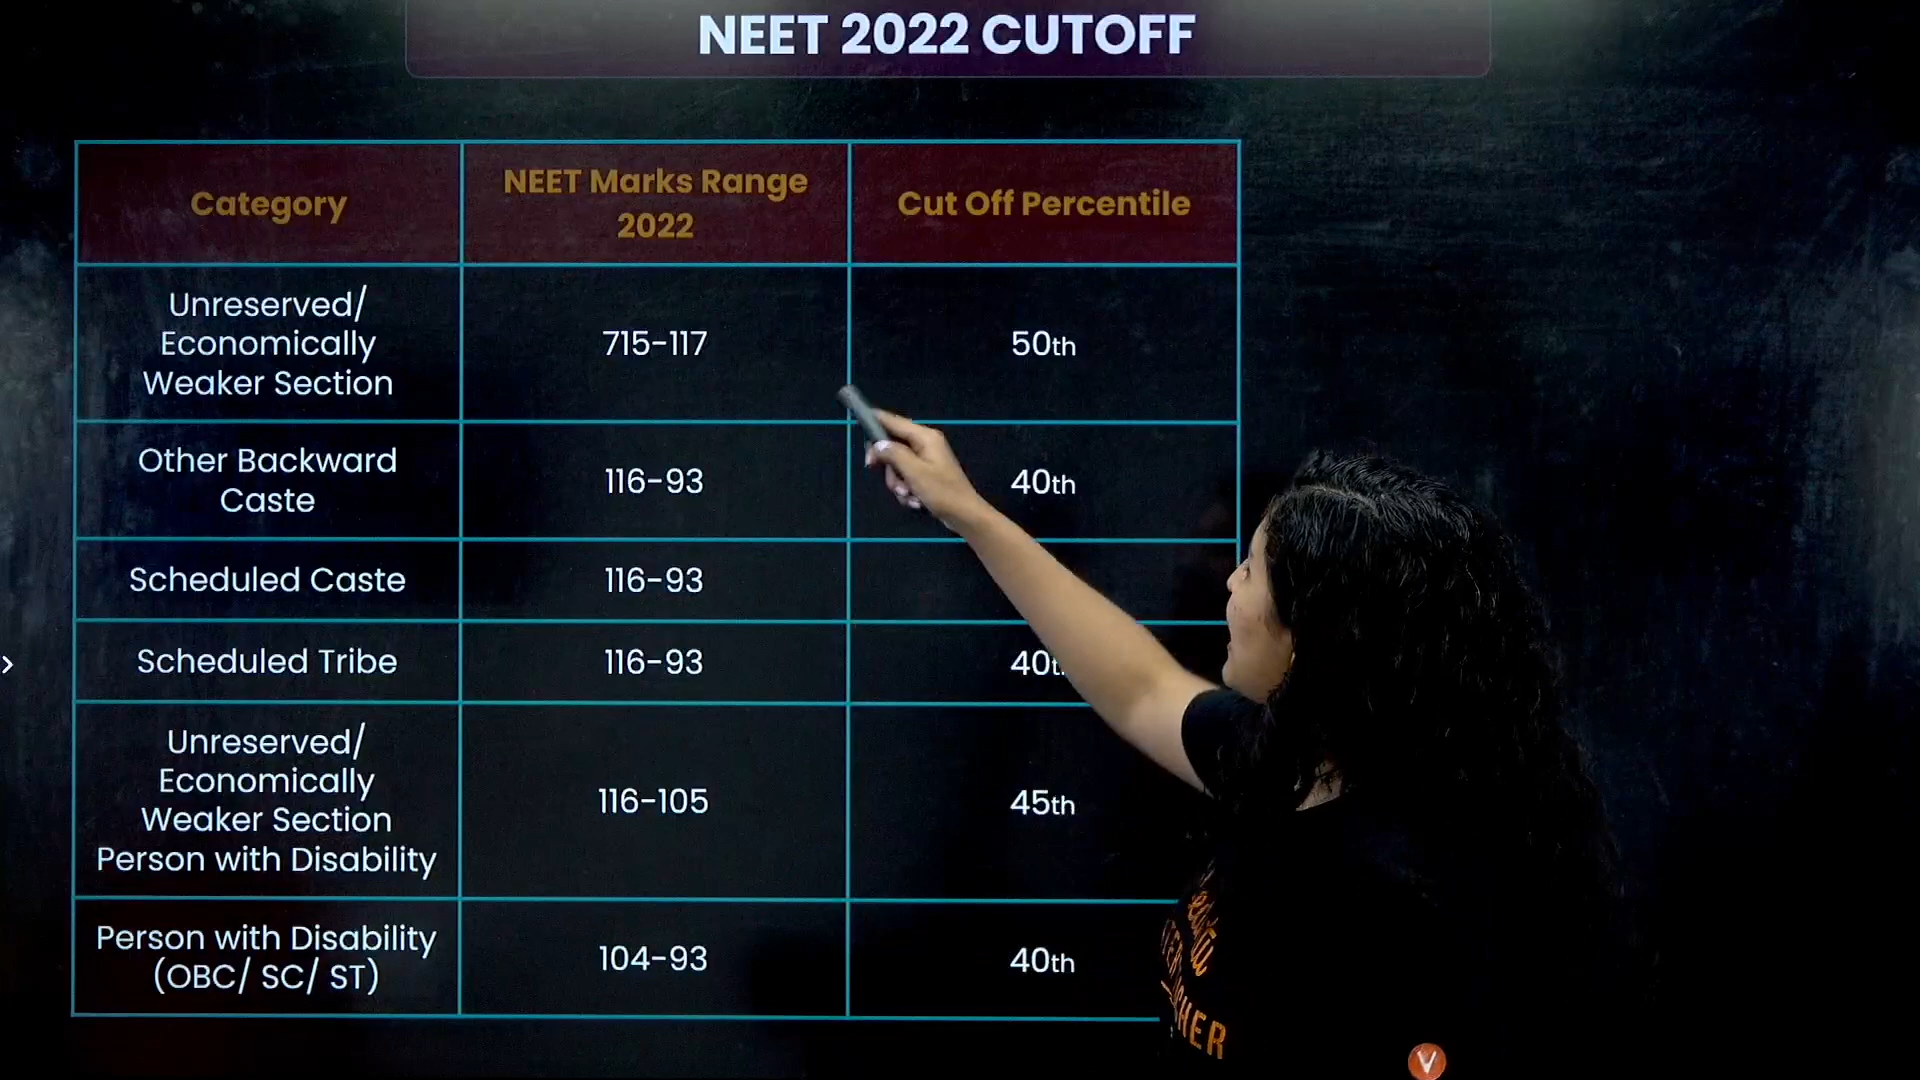 NEET 2022 CUTOFF
Category
NEET Marks Range
2022
Cut Off Percentile
Unreserved/
Economically
Weaker Section
715-117
50th
Other Backward
Caste
116-93
40th
Scheduled Caste
116-93
Scheduled Tribe
116-93
40t
Unreserved/
Economically
Weaker Section
Person with Disability
116-105
45th
Person with Disability
(OBC/ SC/ ST)
104-93
40th
V